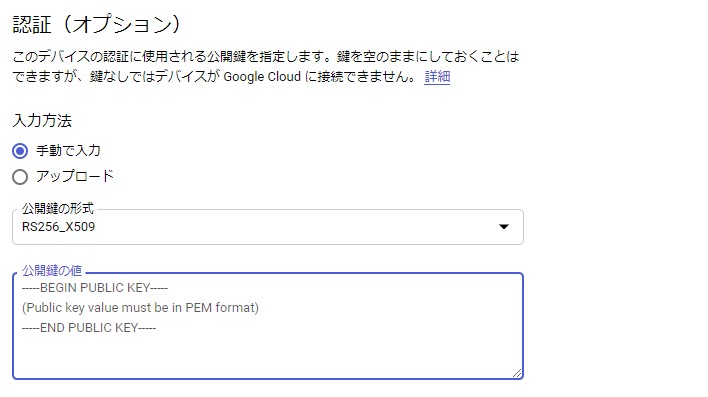 認証（オプション）
このデバイスの認証に使用される公開鍵を指定します。鍵を空のままにしておくことは
できますが、鍵なしではデバイスが Google Cloud に接続できません。 詳細
入力方法
手動で入力
アップロード
公開鍵の形式
RS256_X509
公開鍵の値
-----BEGIN PUBLIC KEY-----
(Public key value must be in PEM format)
-----END PUBLIC KEY-----